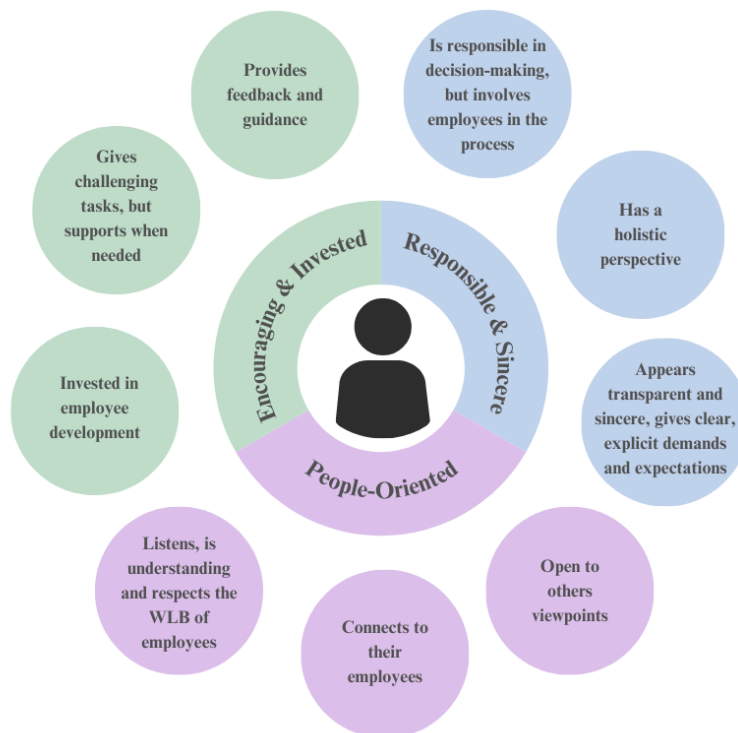 Provides
feedback and
guidance
Is responsible in
decision-making,
but involves
employees in the
process
Gives
challenging
tasks, but
supports when
needed
Has a
holistic
perspective
Encouraging & Invested
Responsible & Sincere
People-Oriented
Invested in
employee
development
Appears
transparent and
sincere, gives clear,
explicit demands
and expectations
Listens, is
understanding
and respects the
WLB of
employees
Connects to
their
employees
Open to
others
viewpoints